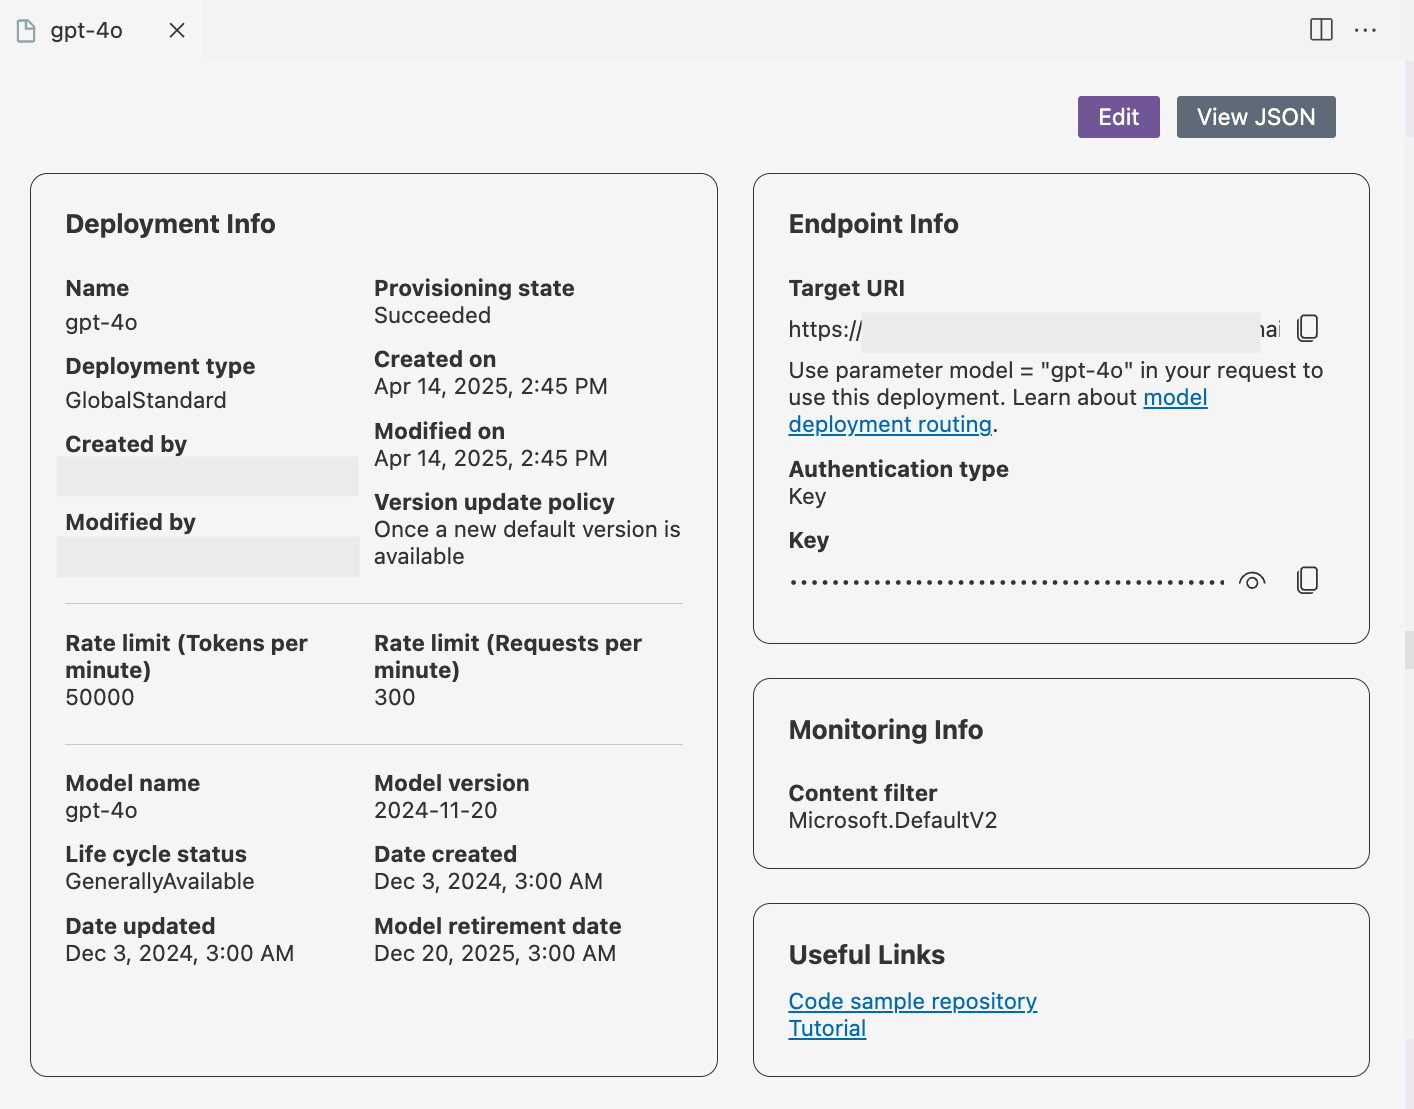 gpt-4o
Edit
View JSON
Deployment Info
Name
gpt-4o
Deployment type
GlobalStandard
Created by
Modified by
Provisioning state
Succeeded
Created on
Apr 14, 2025, 2:45 PM
Modified on
Apr 14, 2025, 2:45 PM
Version update policy
Once a new default version is
available
Rate limit (Tokens per
minute)
50000
Rate limit (Requests per
minute)
300
Model name
gpt-4o
Model version
2024-11-20
Life cycle status
GenerallyAvailable
Date created
Dec 3, 2024, 3:00 AM
Date updated
Dec 3, 2024, 3:00 AM
Model retirement date
Dec 20, 2025, 3:00 AM
Endpoint Info
Target URI
https://
Use parameter model = "gpt-4o" in your request to
use this deployment. Learn about model
deployment routing.
Authentication type
Key
Key
Monitoring Info
Content filter
Microsoft.DefaultV2
Useful Links
Code sample repository
Tutorial